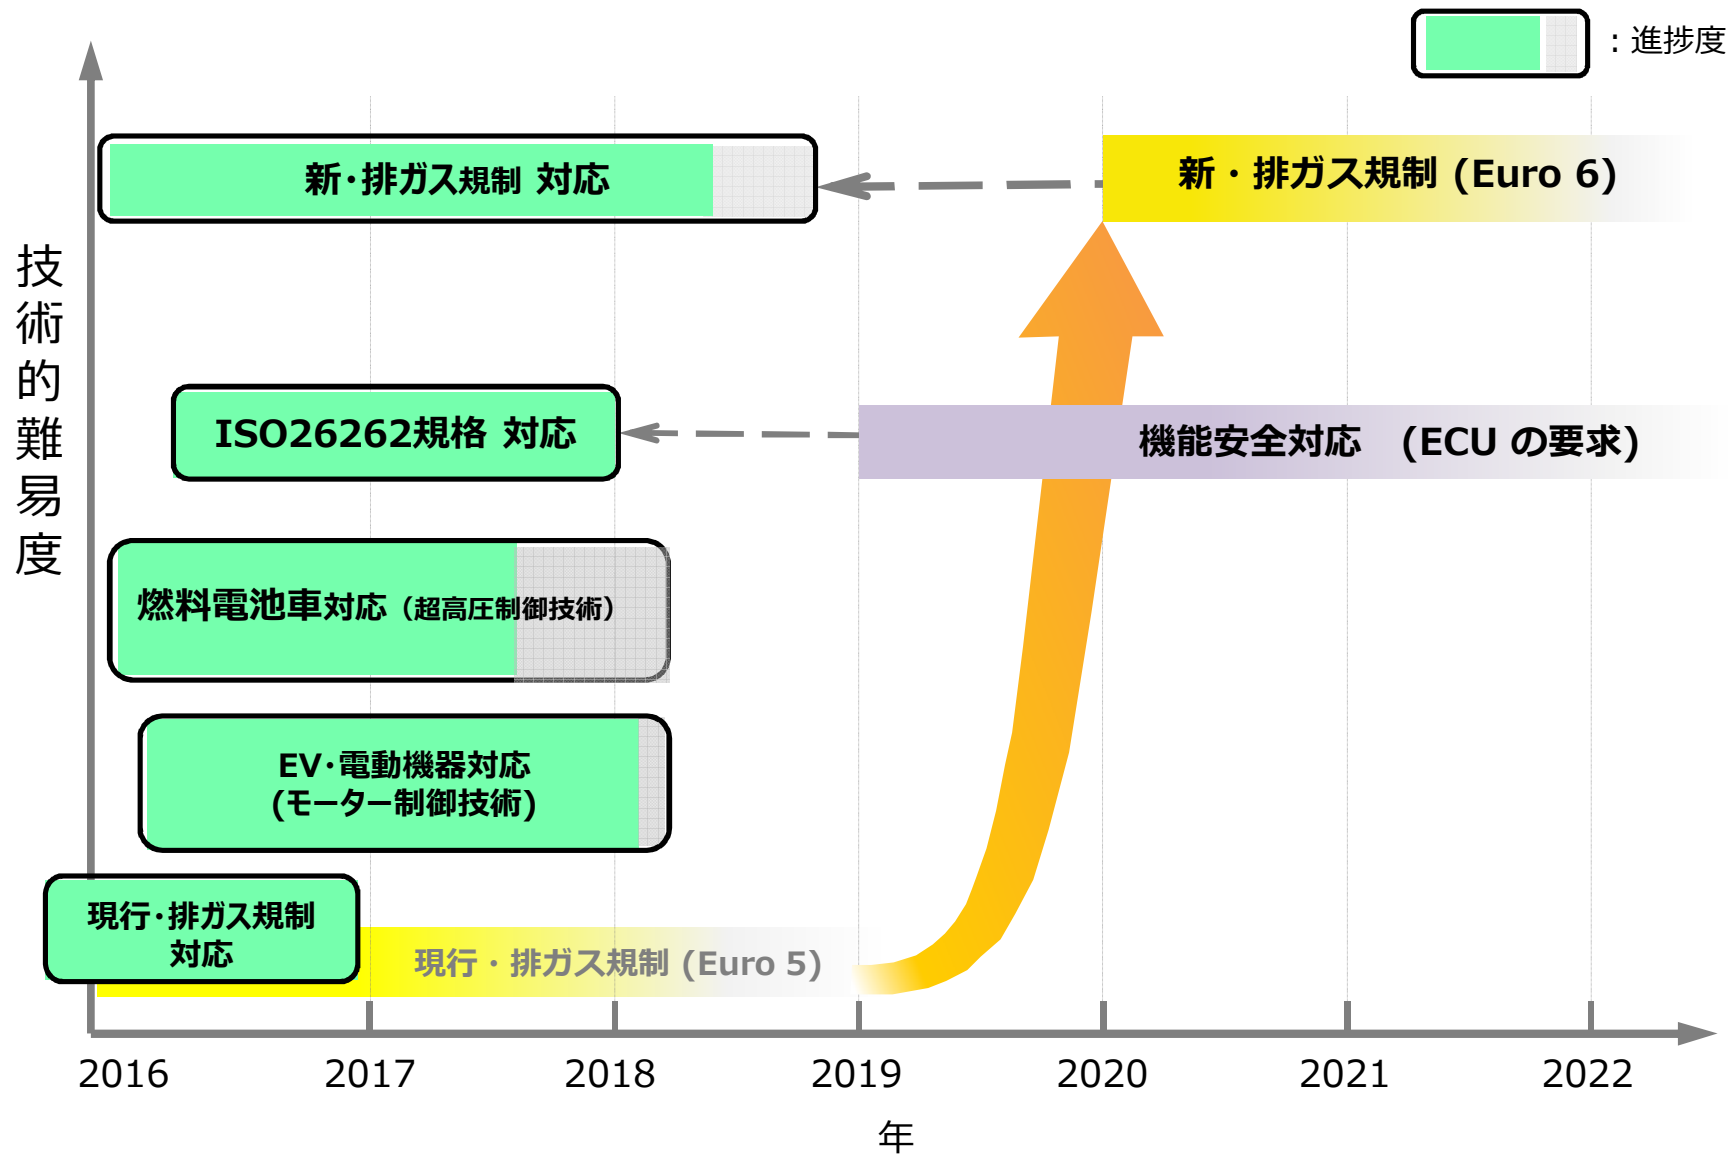 ：進捗度
新･排ガス規制 対応
新・排ガス規制 (Euro 6)
技術的難易度
ISO26262規格 対応
機能安全対応　(ECU の要求)
燃料電池車対応（超高圧制御技術）
EV･電動機器対応
(モーター制御技術)
現行･排ガス規制
対応
現行・排ガス規制 (Euro 5)
2016 2017 2018 2019 2020 2021 2022
年